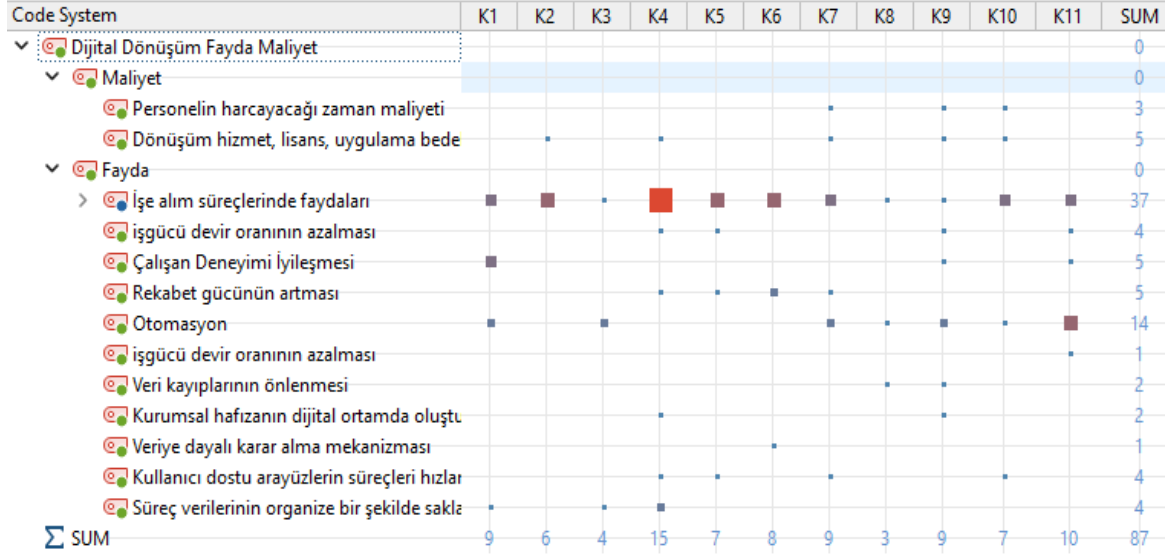 Code System K1 K2 K3 K4 K5 K6 K7 K8 K9 K10 K11 SUM
Dijital Dönüşüm Fayda Maliyet 0
Maliyet 0
Personelin harcayacağı zaman maliyeti 3
Dönüşüm hizmet, lisans, uygulama bede 5
Fayda 0
İşe alım süreçlerinde faydaları 37
işgücü devir oranının azalması 4
Çalışan Deneyimi İyileşmesi 5
Rekabet gücünün artması 5
Otomasyon 14
işgücü devir oranının azalması 1
Veri kayıplarının önlenmesi 2
Kurumsal hafızanın dijital ortamda oluştu 2
Veriye dayalı karar alma mekanizması 1
Kullanıcı dostu arayüzlerin süreçleri hızlar 4
Süreç verilerinin organize bir şekilde sakla 4
Σ SUM 9 6 4 15 7 8 9 3 9 7 10 87